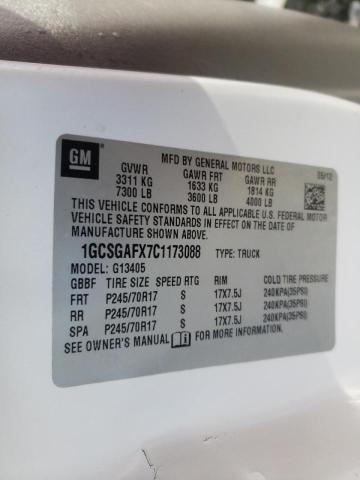 GM
MFD BY GENERAL MOTORS LLC
GVWR GAWR FRT GAWR RR 05/12
3311 KG 1633 KG 1814 KG
7300 LB 3600 LB 4000 LB
THIS VEHICLE CONFORMS TO ALL APPLICABLE U.S. FEDERAL MOTOR
VEHICLE SAFETY STANDARDS IN EFFECT ON THE DATE OF
MANUFACTURE SHOWN ABOVE.
1GCSGAFX7C1173088 TYPE: TRUCK
MODEL: G13405
GBBF TIRE SIZE SPEED RTG RIM COLD TIRE PRESSURE
FRT P245/70R17 S 17X7.5J 240KPA(35PSI)
RR P245/70R17 S 17X7.5J 240KPA(35PSI)
SPA P245/70R17 S 17X7.5J 240KPA(35PSI)
SEE OWNER'S MANUAL FOR MORE INFORMATION.